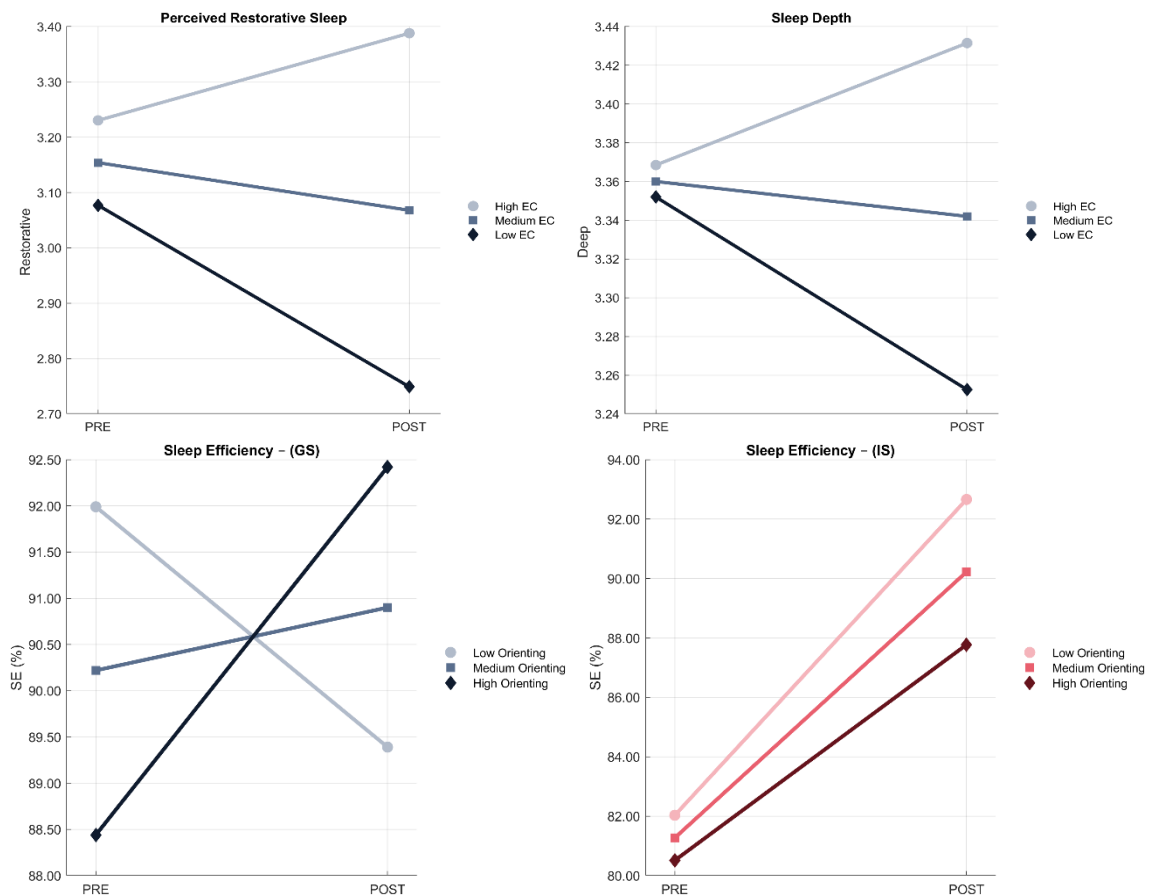 Perceived Restorative Sleep
3.40
3.30
3.20
3.10
3.00
2.90
2.80
2.70
Restorative
PRE
POST
High EC
Medium EC
Low EC
Sleep Depth
3.44
3.42
3.40
3.38
3.36
3.34
3.32
3.30
3.28
3.26
3.24
Deep
PRE
POST
High EC
Medium EC
Low EC
Sleep Efficiency – (GS)
92.50
92.00
91.50
91.00
90.50
90.00
89.50
89.00
88.50
88.00
SE (%)
PRE
POST
Low Orienting
Medium Orienting
High Orienting
Sleep Efficiency – (IS)
94.00
92.00
90.00
88.00
86.00
84.00
82.00
80.00
SE (%)
PRE
POST
Low Orienting
Medium Orienting
High Orienting